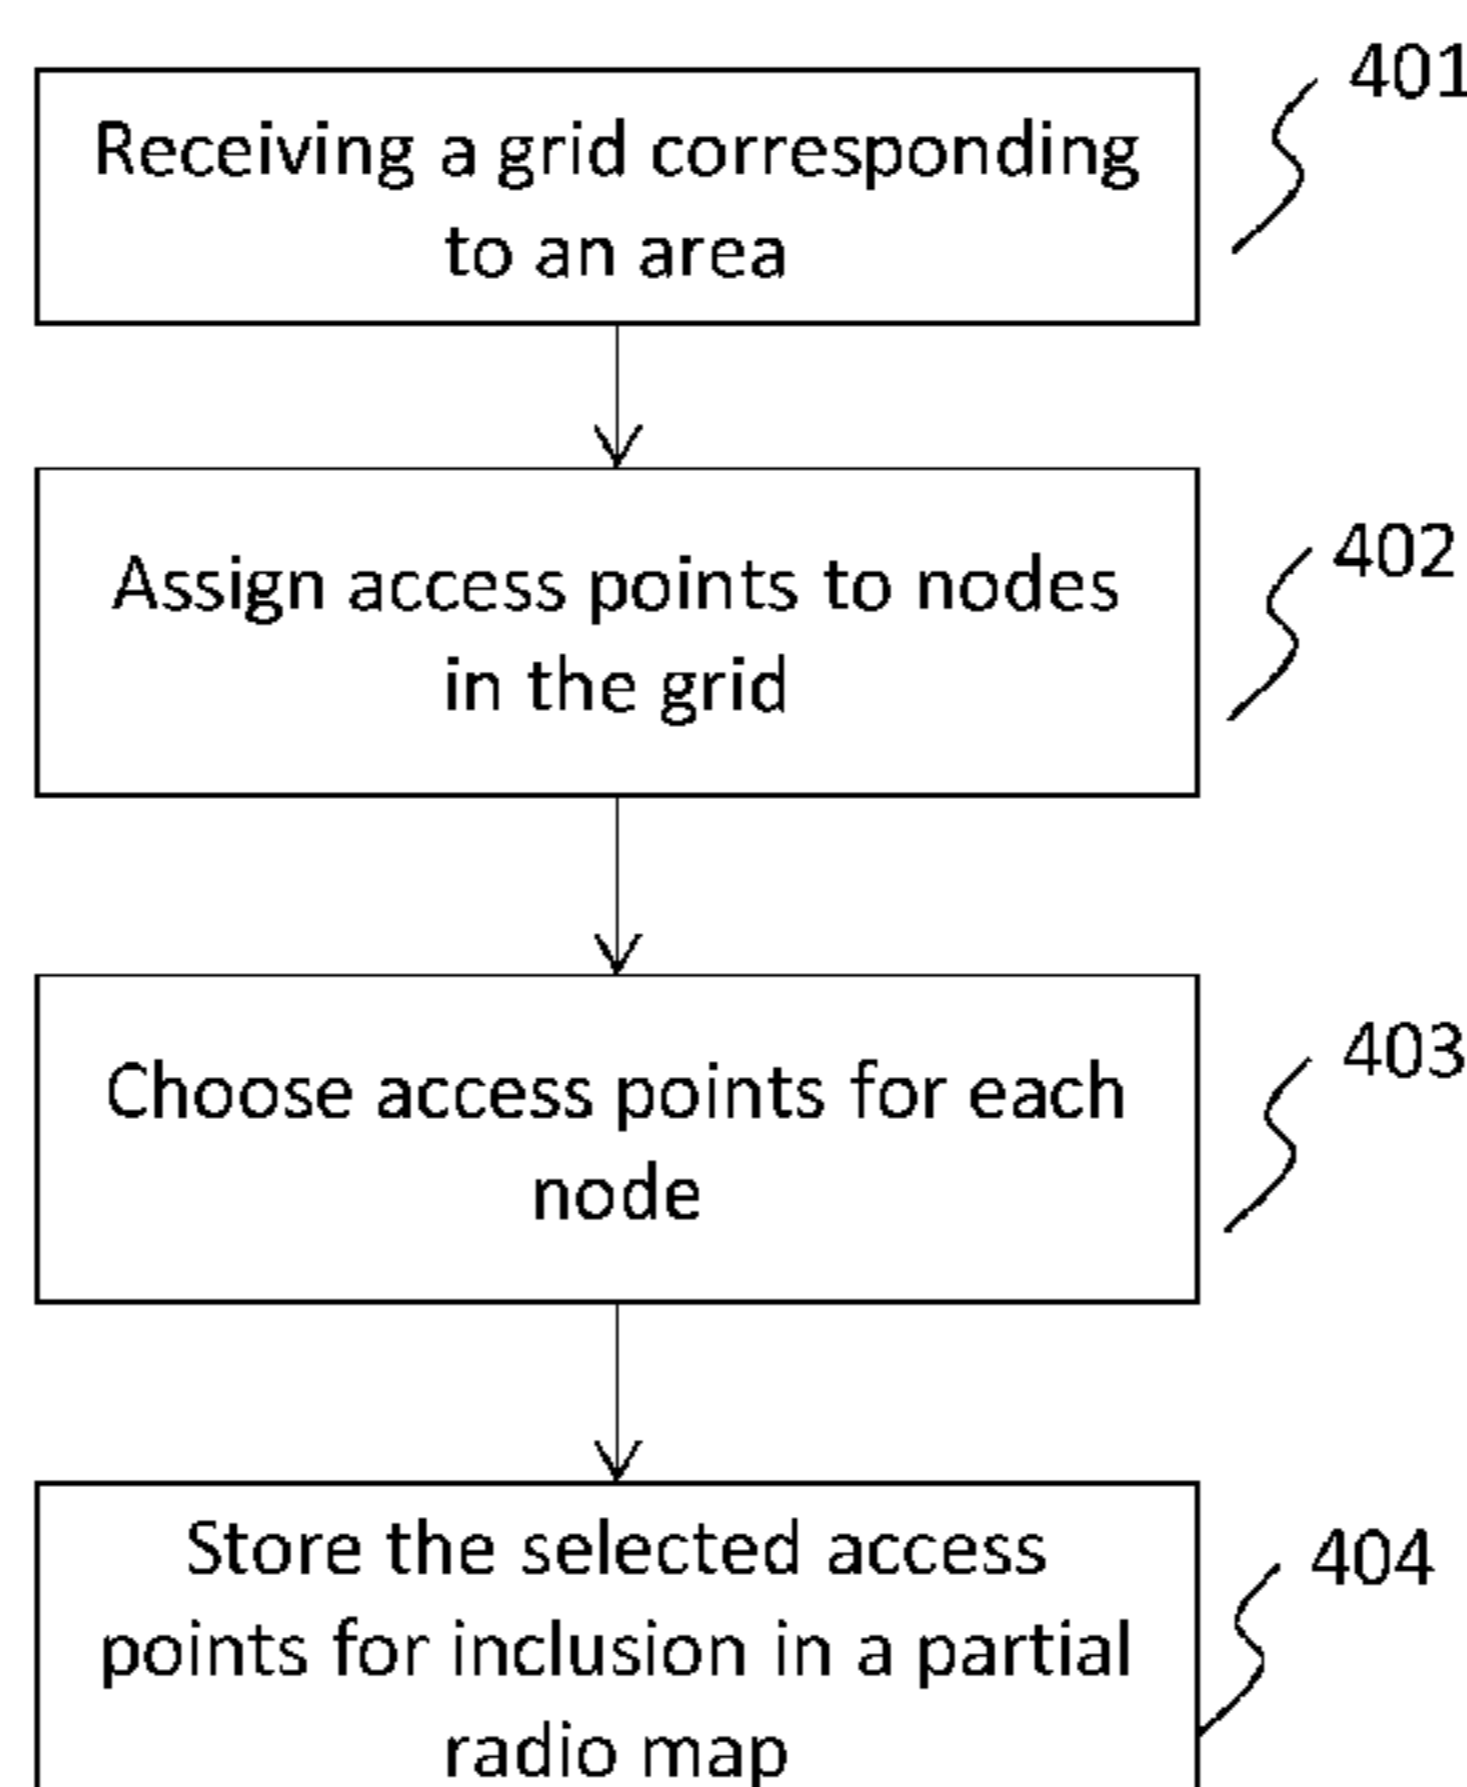 401
Receiving a grid corresponding
to an area
402
Assign access points to nodes
in the grid
403
Choose access points for each
node
404
Store the selected access
points for inclusion in a partial
radio map